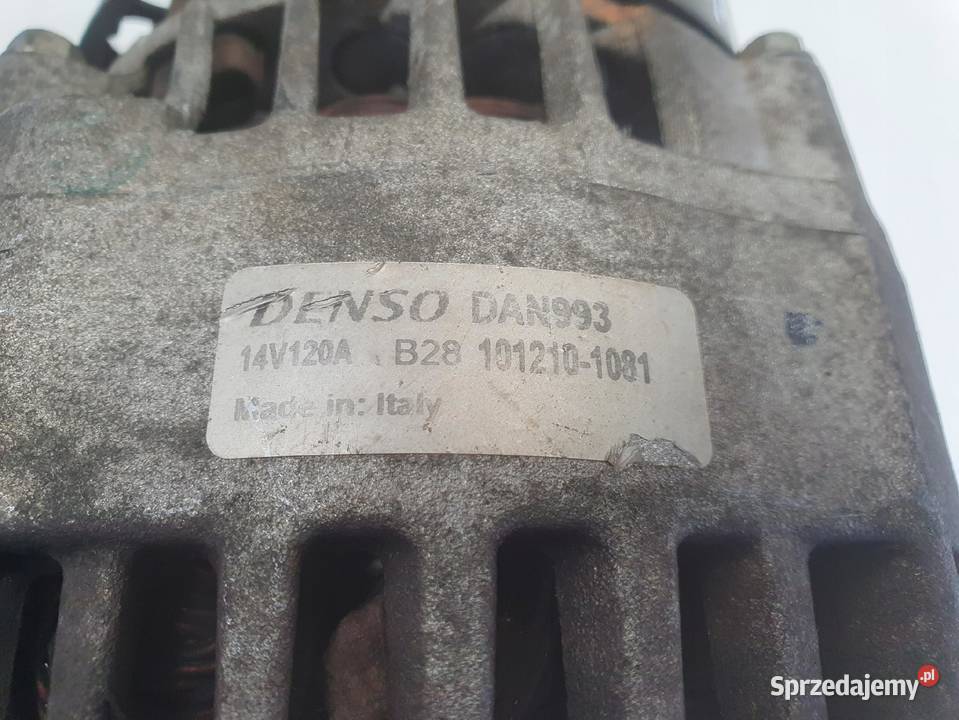 DENSO DAN993
14V120A B28 101210-1081
Made in: Italy
Sprzedajemy.pl